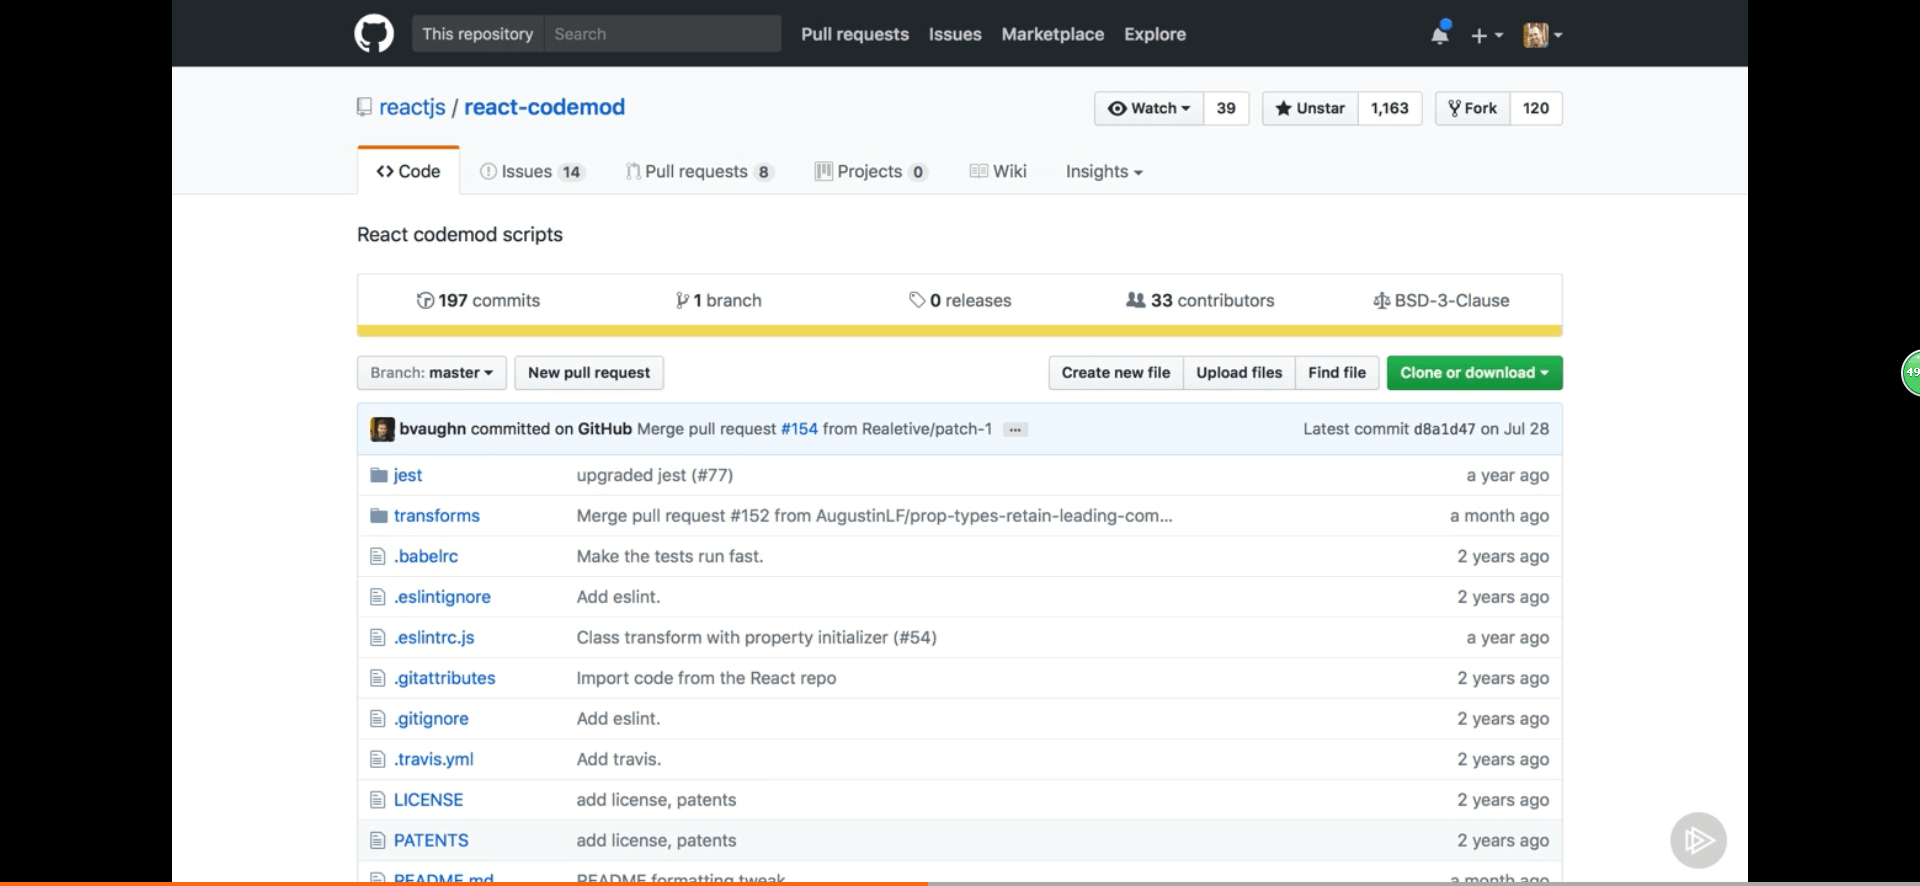 This repository Search Pull requests Issues Marketplace Explore
reactjs / react-codemod Watch 39 Unstar 1,163 Fork 120
Code Issues 14 Pull requests 8 Projects 0 Wiki Insights
React codemod scripts
197 commits 1 branch 0 releases 33 contributors BSD-3-Clause
Branch: master New pull request Create new file Upload files Find file Clone or download
bvaughn committed on GitHub Merge pull request #154 from Realetive/patch-1 ... Latest commit d8a1d47 on Jul 28
jest upgraded jest (#77) a year ago
transforms Merge pull request #152 from AugustinLF/prop-types-retain-leading-com... a month ago
.babelrc Make the tests run fast. 2 years ago
.eslintignore Add eslint. 2 years ago
.eslintrc.js Class transform with property initializer (#54) a year ago
.gitattributes Import code from the React repo 2 years ago
.gitignore Add eslint. 2 years ago
.travis.yml Add travis. 2 years ago
LICENSE add license, patents 2 years ago
PATENTS add license, patents 2 years ago
README.md README formatting tweak a month ago
49